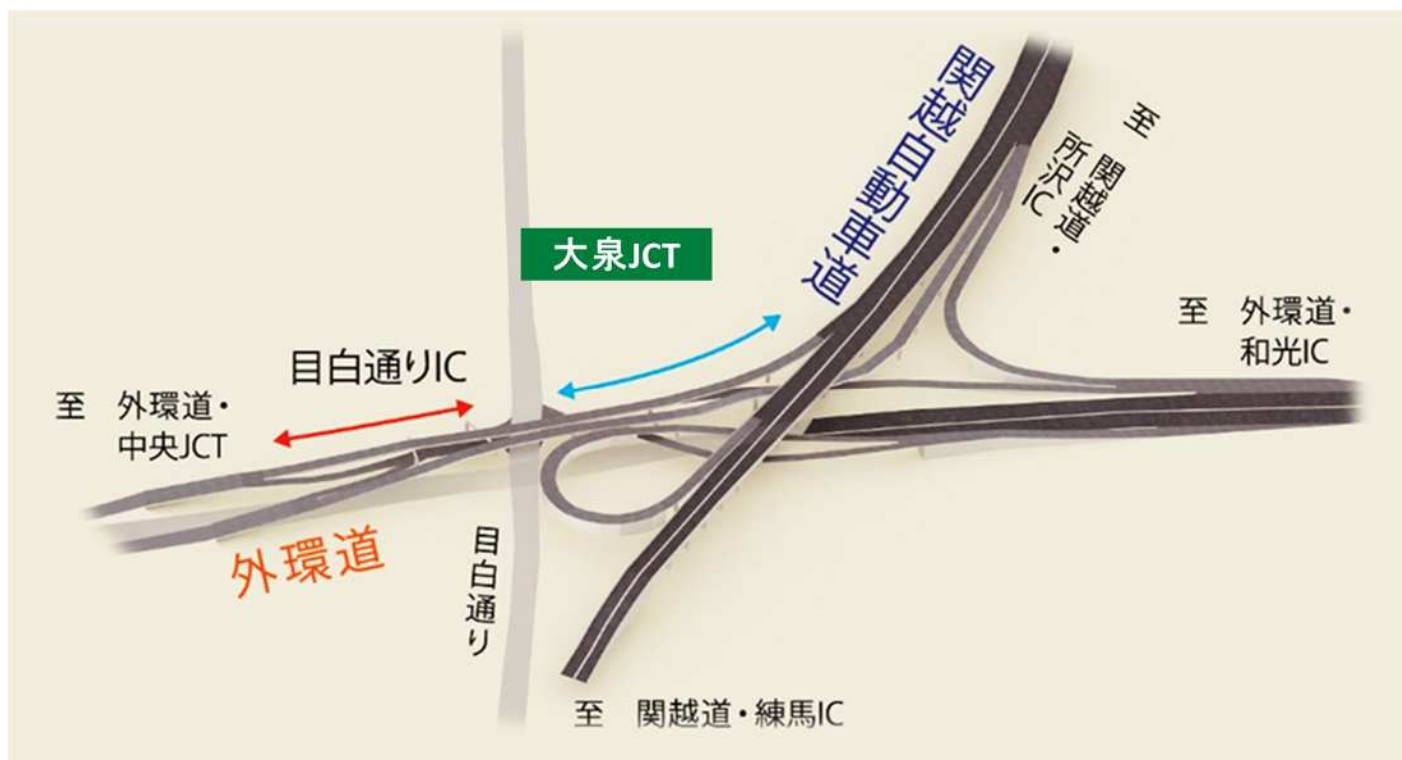 関越自動車道
至 関越道・
所沢IC
大泉JCT
至 外環道・
和光IC
目白通りIC
至 外環道・
中央JCT
外環道
目白通り
至 関越道・練馬IC